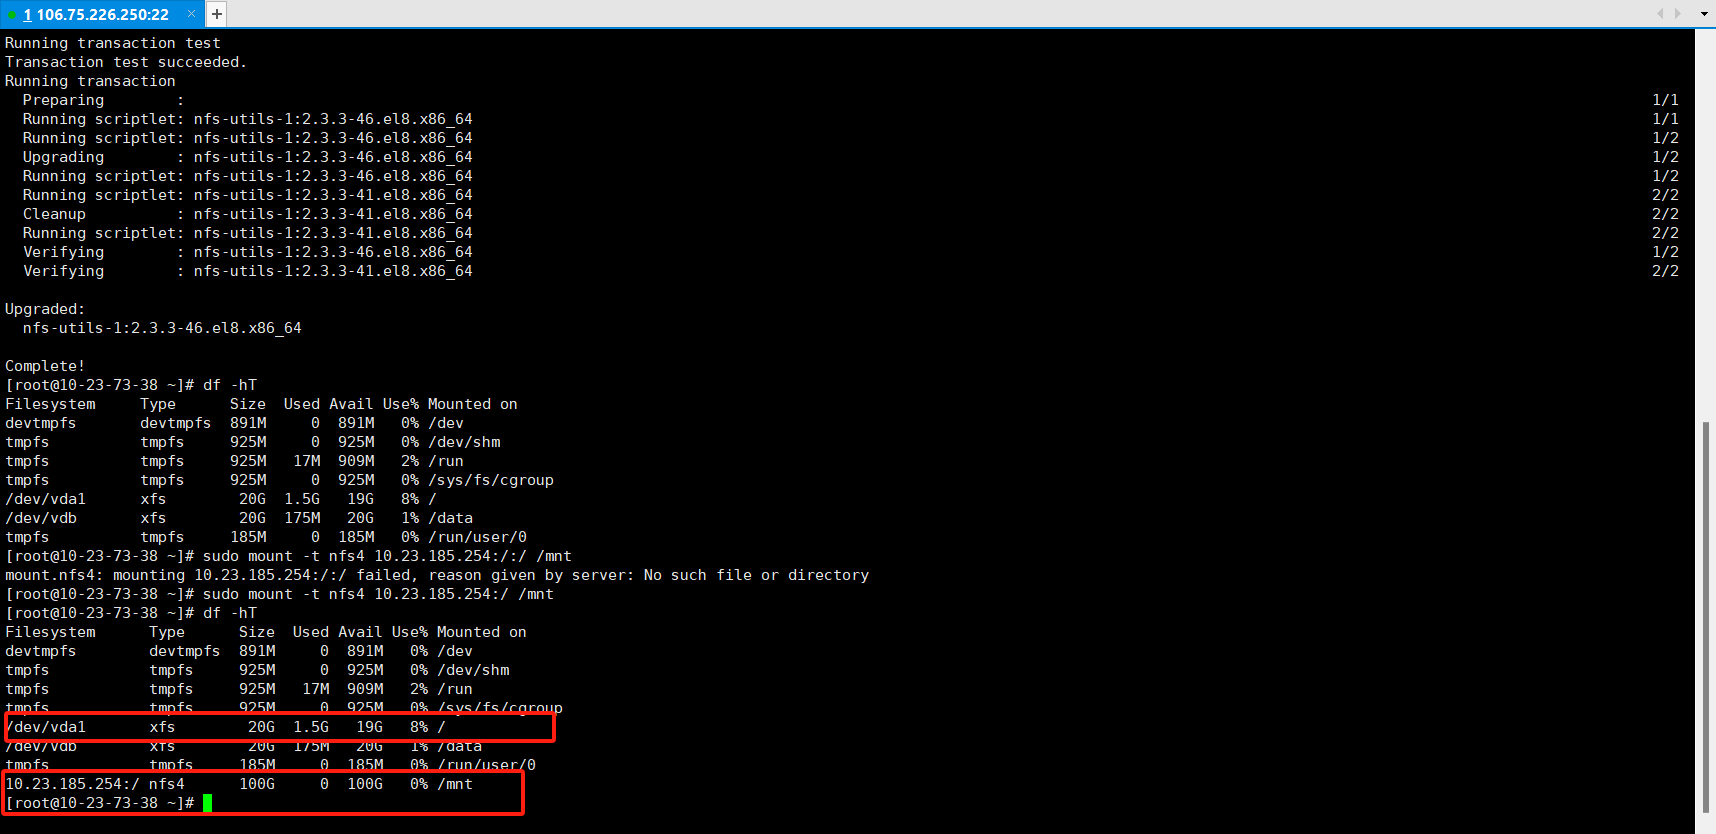 1 106.75.226.250:22 × +
Running transaction test
Transaction test succeeded.
Running transaction
  Preparing        :                                                                 1/1
  Running scriptlet: nfs-utils-1:2.3.3-46.el8.x86_64                                 1/1
  Running scriptlet: nfs-utils-1:2.3.3-46.el8.x86_64                                 1/2
  Upgrading        : nfs-utils-1:2.3.3-46.el8.x86_64                                 1/2
  Running scriptlet: nfs-utils-1:2.3.3-46.el8.x86_64                                 1/2
  Running scriptlet: nfs-utils-1:2.3.3-41.el8.x86_64                                 2/2
  Cleanup          : nfs-utils-1:2.3.3-41.el8.x86_64                                 2/2
  Running scriptlet: nfs-utils-1:2.3.3-41.el8.x86_64                                 2/2
  Verifying        : nfs-utils-1:2.3.3-46.el8.x86_64                                 1/2
  Verifying        : nfs-utils-1:2.3.3-41.el8.x86_64                                 2/2
Upgraded:
  nfs-utils-1:2.3.3-46.el8.x86_64
Complete!
[root@10-23-73-38 ~]# df -hT
Filesystem     Type      Size  Used Avail Use% Mounted on
devtmpfs       devtmpfs  891M     0  891M   0% /dev
tmpfs          tmpfs     925M     0  925M   0% /dev/shm
tmpfs          tmpfs     925M   17M  909M   2% /run
tmpfs          tmpfs     925M     0  925M   0% /sys/fs/cgroup
/dev/vda1      xfs        20G  1.5G   19G   8% /
/dev/vdb       xfs        20G  175M   20G   1% /data
tmpfs          tmpfs     185M     0  185M   0% /run/user/0
[root@10-23-73-38 ~]# sudo mount -t nfs4 10.23.185.254:/:/ /mnt
mount.nfs4: mounting 10.23.185.254:/:/ failed, reason given by server: No such file or directory
[root@10-23-73-38 ~]# sudo mount -t nfs4 10.23.185.254:/ /mnt
[root@10-23-73-38 ~]# df -hT
Filesystem      Type      Size  Used Avail Use% Mounted on
devtmpfs        devtmpfs  891M     0  891M   0% /dev
tmpfs           tmpfs     925M     0  925M   0% /dev/shm
tmpfs           tmpfs     925M   17M  909M   2% /run
tmpfs           tmpfs     925M     0  925M   0% /sys/fs/cgroup
/dev/vda1       xfs        20G  1.5G   19G   8% /
/dev/vdb        xfs        20G  175M   20G   1% /data
tmpfs           tmpfs     185M     0  185M   0% /run/user/0
10.23.185.254:/ nfs4      100G     0  100G   0% /mnt
[root@10-23-73-38 ~]#